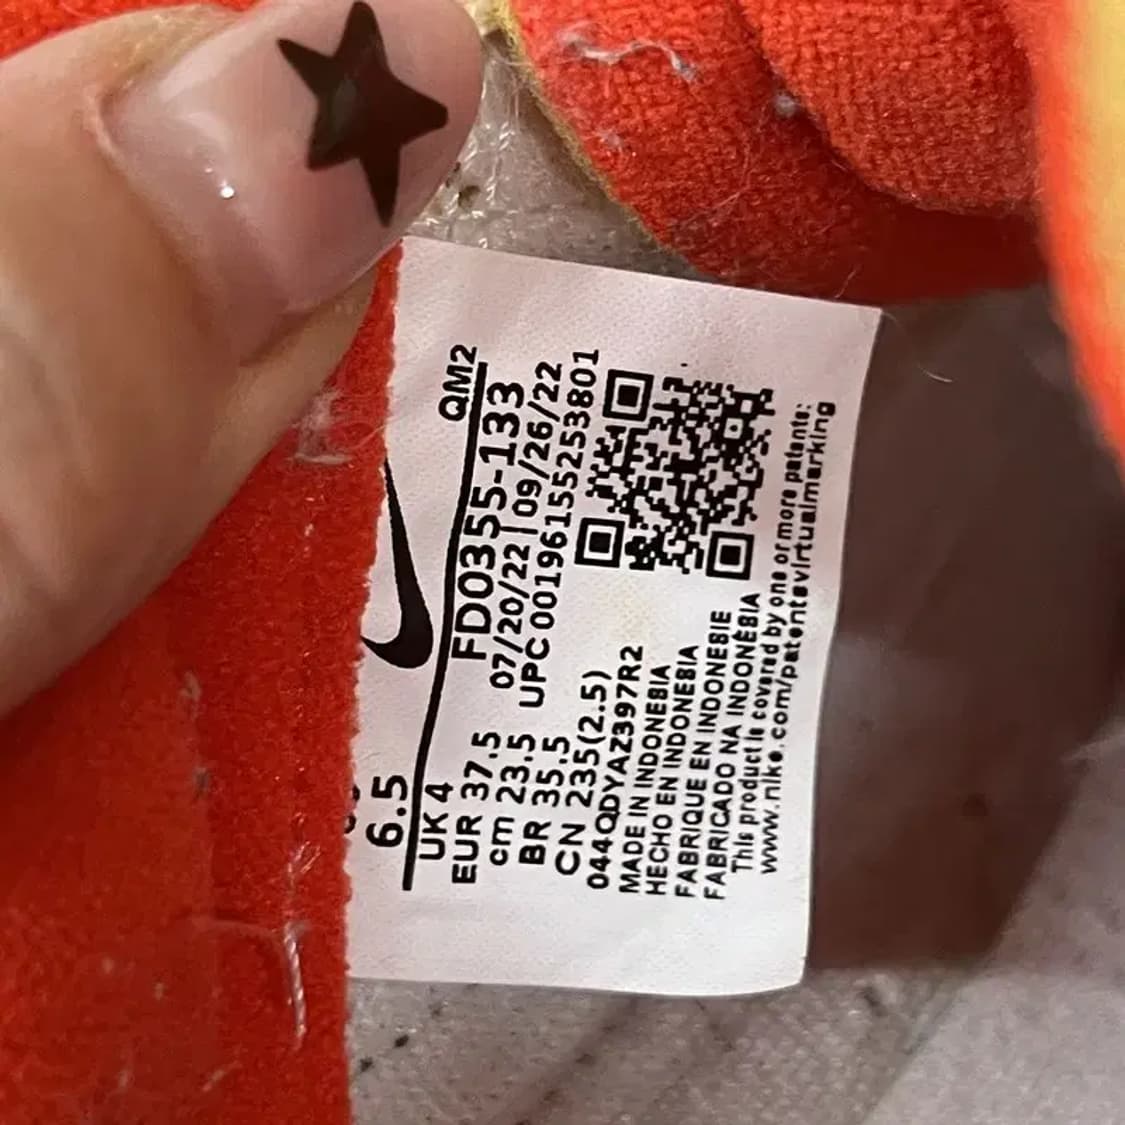 6.5
QM2
UK 4
EUR 37.5
cm 23.5
BR 35.5
CN 235(2.5)
FD0355-133
07/20/22 | 09/26/22
UPC 00196155253801
044QDYAZ397R2
MADE IN INDONESIA
HECHO EN INDONESIA
FABRIQUE EN INDONESIE
FABRICADO NA INDONÉSIA
This product is covered by one or more patents:
www.nike.com/patentsvirtualmarking